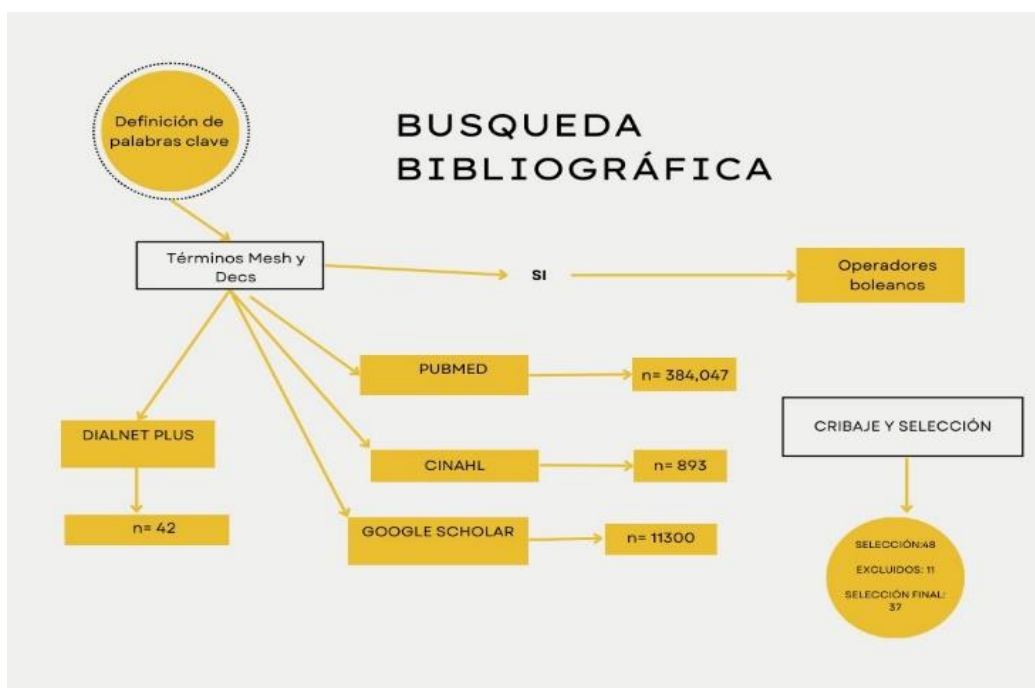 Definición de
palabras clave
BUSQUEDA
BIBLIOGRÁFICA
Términos Mesh y
Decs
SI
Operadores
boleanos
PUBMED
n= 384,047
DIALNET PLUS
n= 42
CINAHL
n= 893
GOOGLE SCHOLAR
n= 11300
CRIBAJE Y SELECCIÓN
SELECCIÓN:48
EXCLUIDOS: 11
SELECCIÓN FINAL:
37